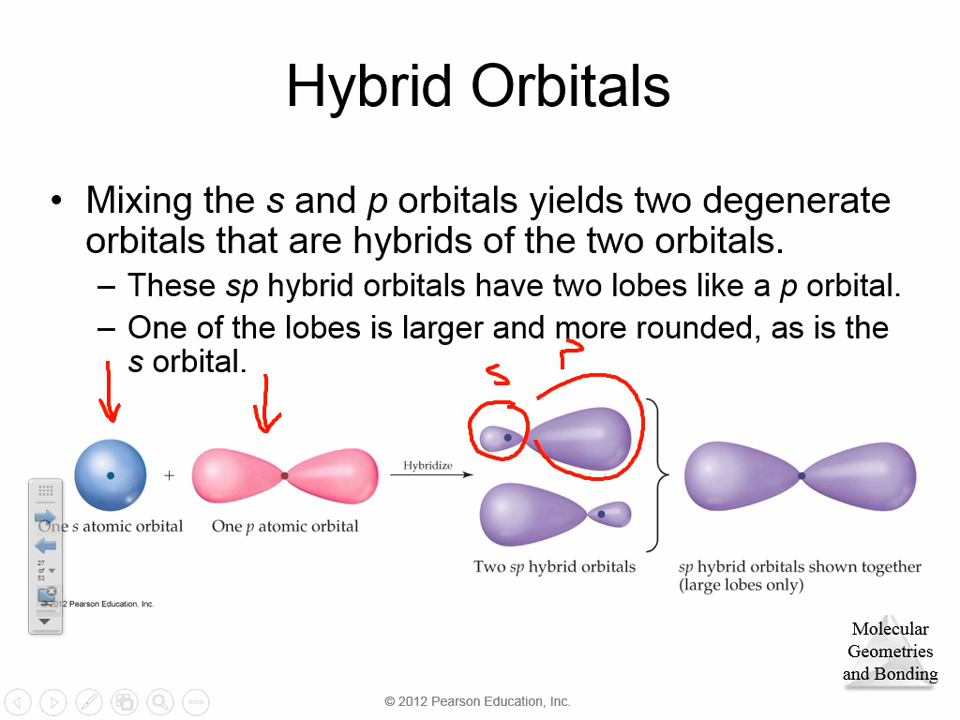 Hybrid Orbitals
• Mixing the s and p orbitals yields two degenerate
orbitals that are hybrids of the two orbitals.
– These sp hybrid orbitals have two lobes like a p orbital.
– One of the lobes is larger and more rounded, as is the
s orbital.
s P
+
Hybridize
One s atomic orbital
One p atomic orbital
Two sp hybrid orbitals
sp hybrid orbitals shown together
(large lobes only)
27
of
53
© 2012 Pearson Education, Inc.
Molecular
Geometries
and Bonding
© 2012 Pearson Education, Inc.